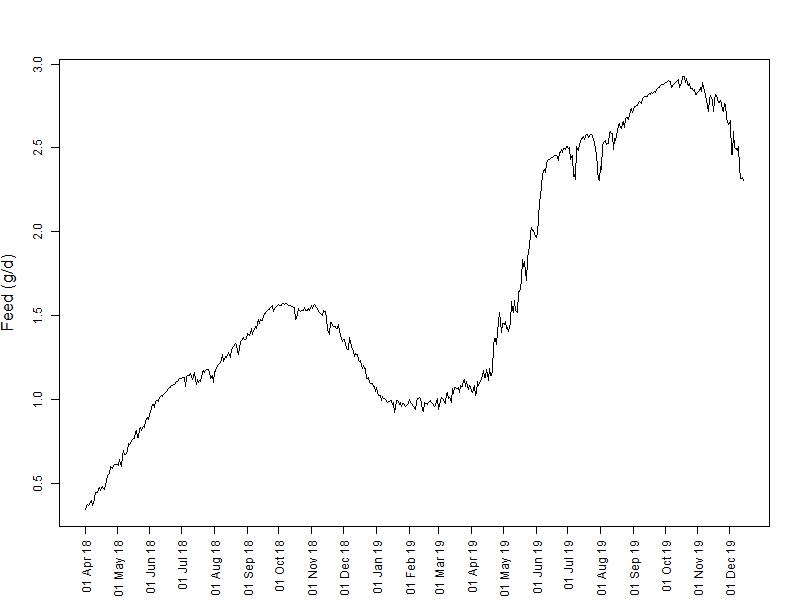 3.0
2.5
2.0
1.5
1.0
0.5
Feed (g/d)
01 Apr 18
01 May 18
01 Jun 18
01 Jul 18
01 Aug 18
01 Sep 18
01 Oct 18
01 Nov 18
01 Dec 18
01 Jan 19
01 Feb 19
01 Mar 19
01 Apr 19
01 May 19
01 Jun 19
01 Jul 19
01 Aug 19
01 Sep 19
01 Oct 19
01 Nov 19
01 Dec 19